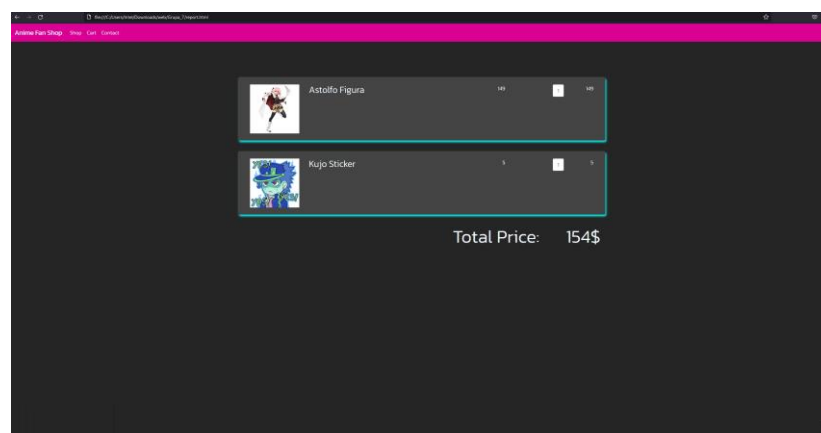 Anime Fan Shop Shop Cart Contact
Astolfo Figura 149 149
Kujo Sticker 5 5
Total Price: 154$